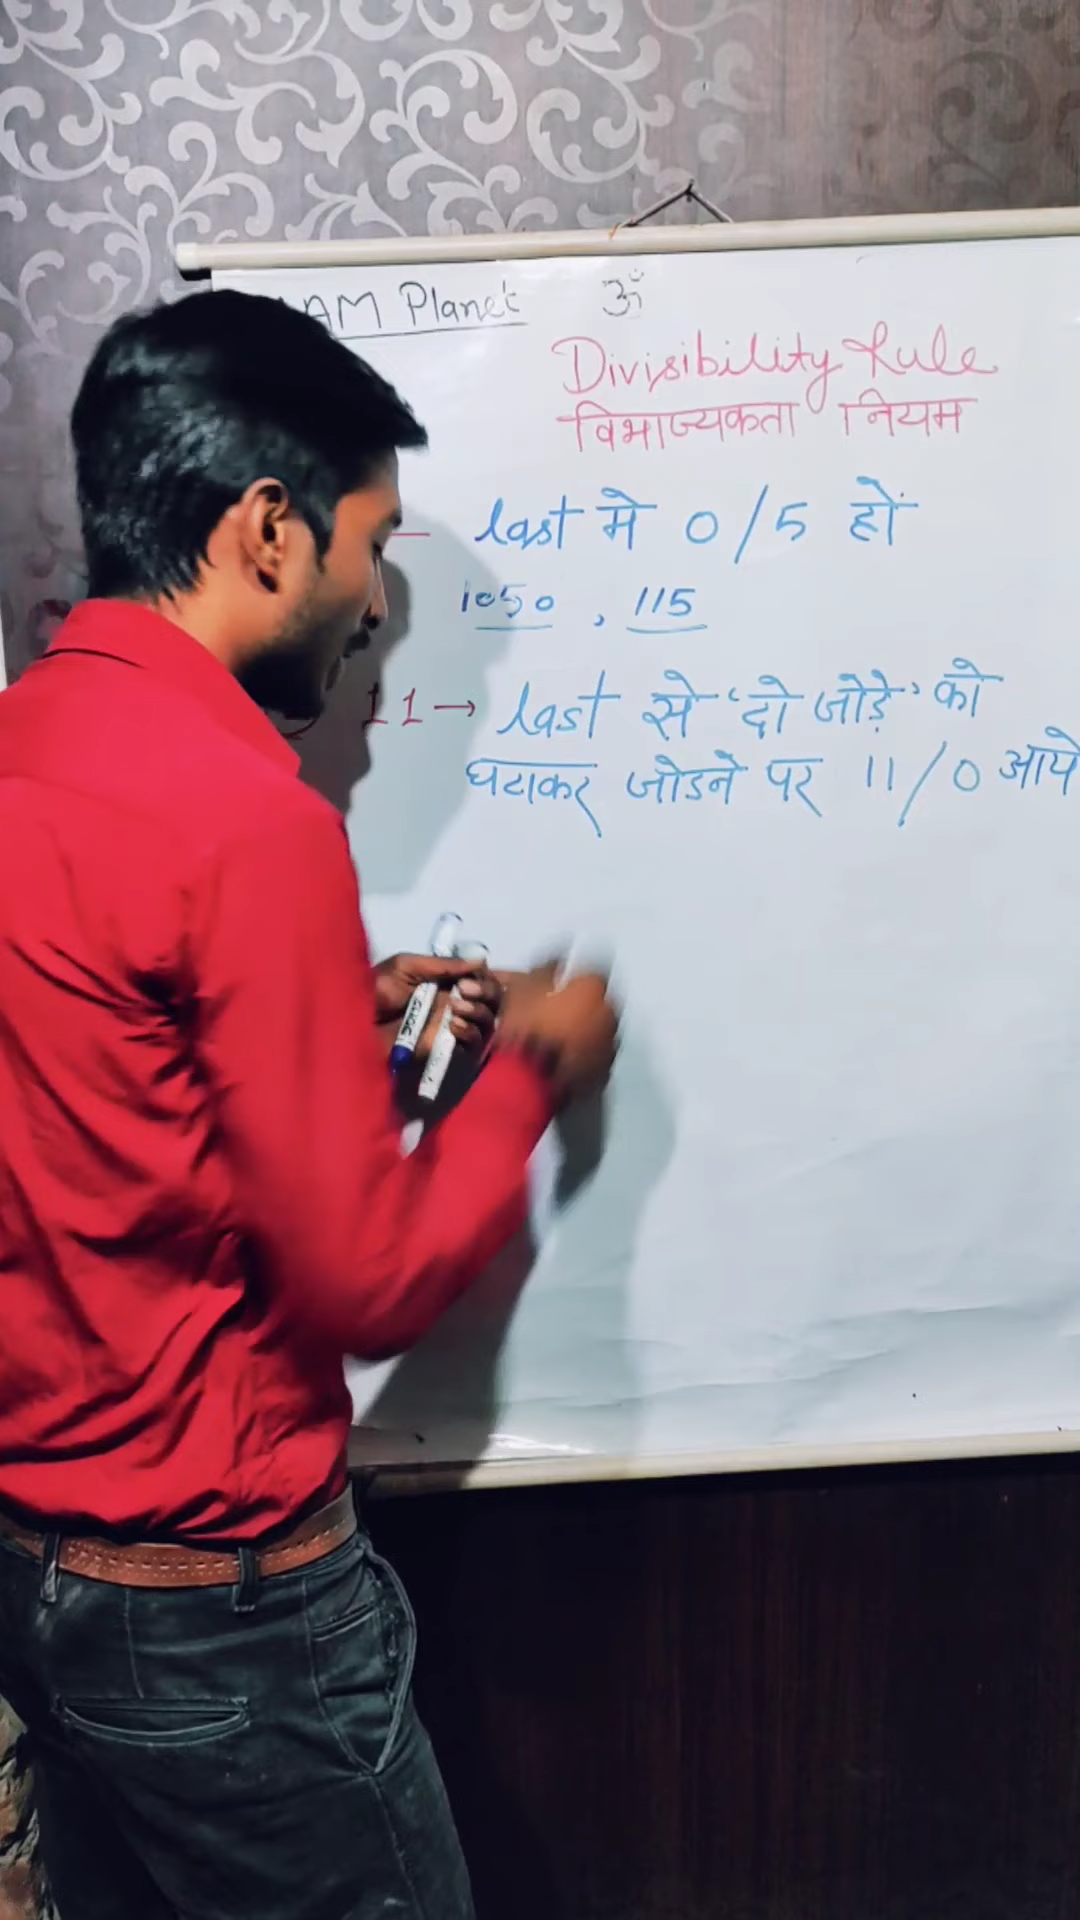 AM Planet ॐ
Divisibility Rule
विभाज्यकता नियम
last मे 0/5 हों
1050, 115
11→ last से ‘दो जोड़े’ को
घटाकर जोडने पर 11/0 आये